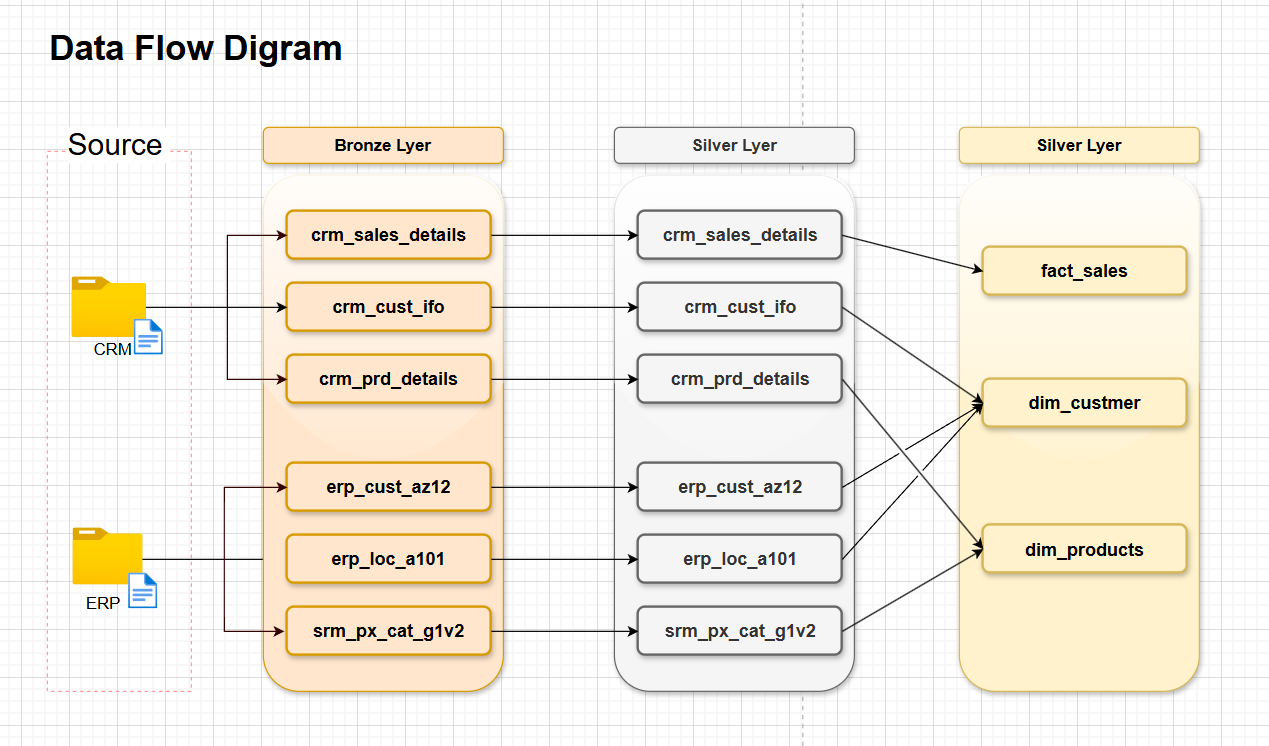 Data Flow Digram
Source
Bronze Lyer
Silver Lyer
Silver Lyer
CRM
ERP
crm_sales_details
crm_cust_ifo
crm_prd_details
erp_cust_az12
erp_loc_a101
srm_px_cat_g1v2
crm_sales_details
crm_cust_ifo
crm_prd_details
erp_cust_az12
erp_loc_a101
srm_px_cat_g1v2
fact_sales
dim_custmer
dim_products